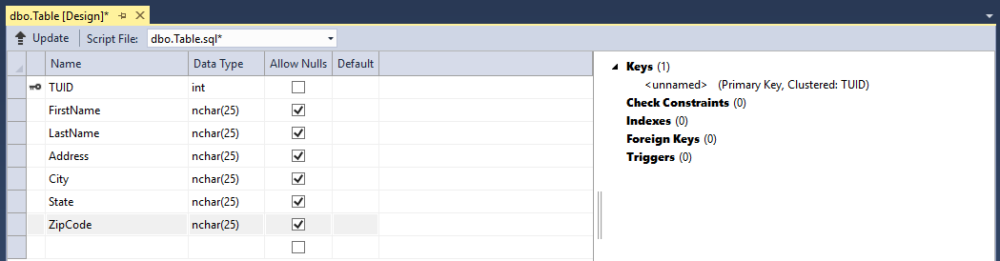 dbo.Table [Design]*
Update Script File: dbo.Table.sql*
Name Data Type Allow Nulls Default
TUID int
FirstName nchar(25)
LastName nchar(25)
Address nchar(25)
City nchar(25)
State nchar(25)
ZipCode nchar(25)
Keys (1)
<unnamed> (Primary Key, Clustered: TUID)
Check Constraints (0)
Indexes (0)
Foreign Keys (0)
Triggers (0)